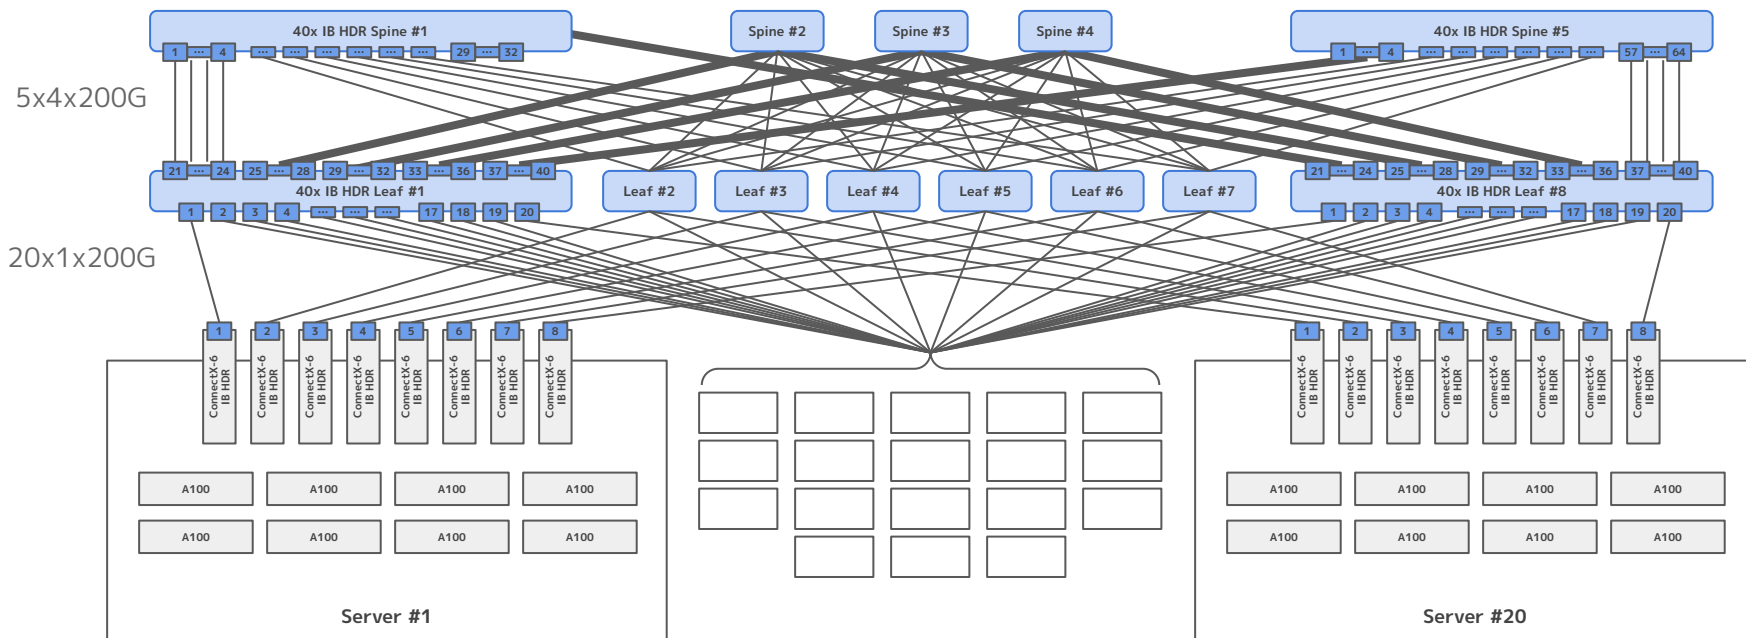 40x IB HDR Spine #1
Spine #2
Spine #3
Spine #4
40x IB HDR Spine #5
1 ... 4 ... ... ... ... ... ... 29 ... 32
1 ... 4 ... ... ... ... ... ... 57 ... 64
5x4x200G
21 ... 24 25 ... 28 29 ... 32 33 ... 36 37 ... 40
21 ... 24 25 ... 28 29 ... 32 33 ... 36 37 ... 40
40x IB HDR Leaf #1
Leaf #2
Leaf #3
Leaf #4
Leaf #5
Leaf #6
Leaf #7
40x IB HDR Leaf #8
1 2 3 4 ... ... ... 17 18 19 20
1 2 3 4 ... ... ... 17 18 19 20
20x1x200G
1 2 3 4 5 6 7 8
1 2 3 4 5 6 7 8
ConnectX-6
IB HDR
ConnectX-6
IB HDR
ConnectX-6
IB HDR
ConnectX-6
IB HDR
ConnectX-6
IB HDR
ConnectX-6
IB HDR
ConnectX-6
IB HDR
ConnectX-6
IB HDR
ConnectX-6
IB HDR
ConnectX-6
IB HDR
ConnectX-6
IB HDR
ConnectX-6
IB HDR
ConnectX-6
IB HDR
ConnectX-6
IB HDR
ConnectX-6
IB HDR
ConnectX-6
IB HDR
A100 A100 A100 A100
A100 A100 A100 A100
A100 A100 A100 A100
A100 A100 A100 A100
Server #1
Server #20